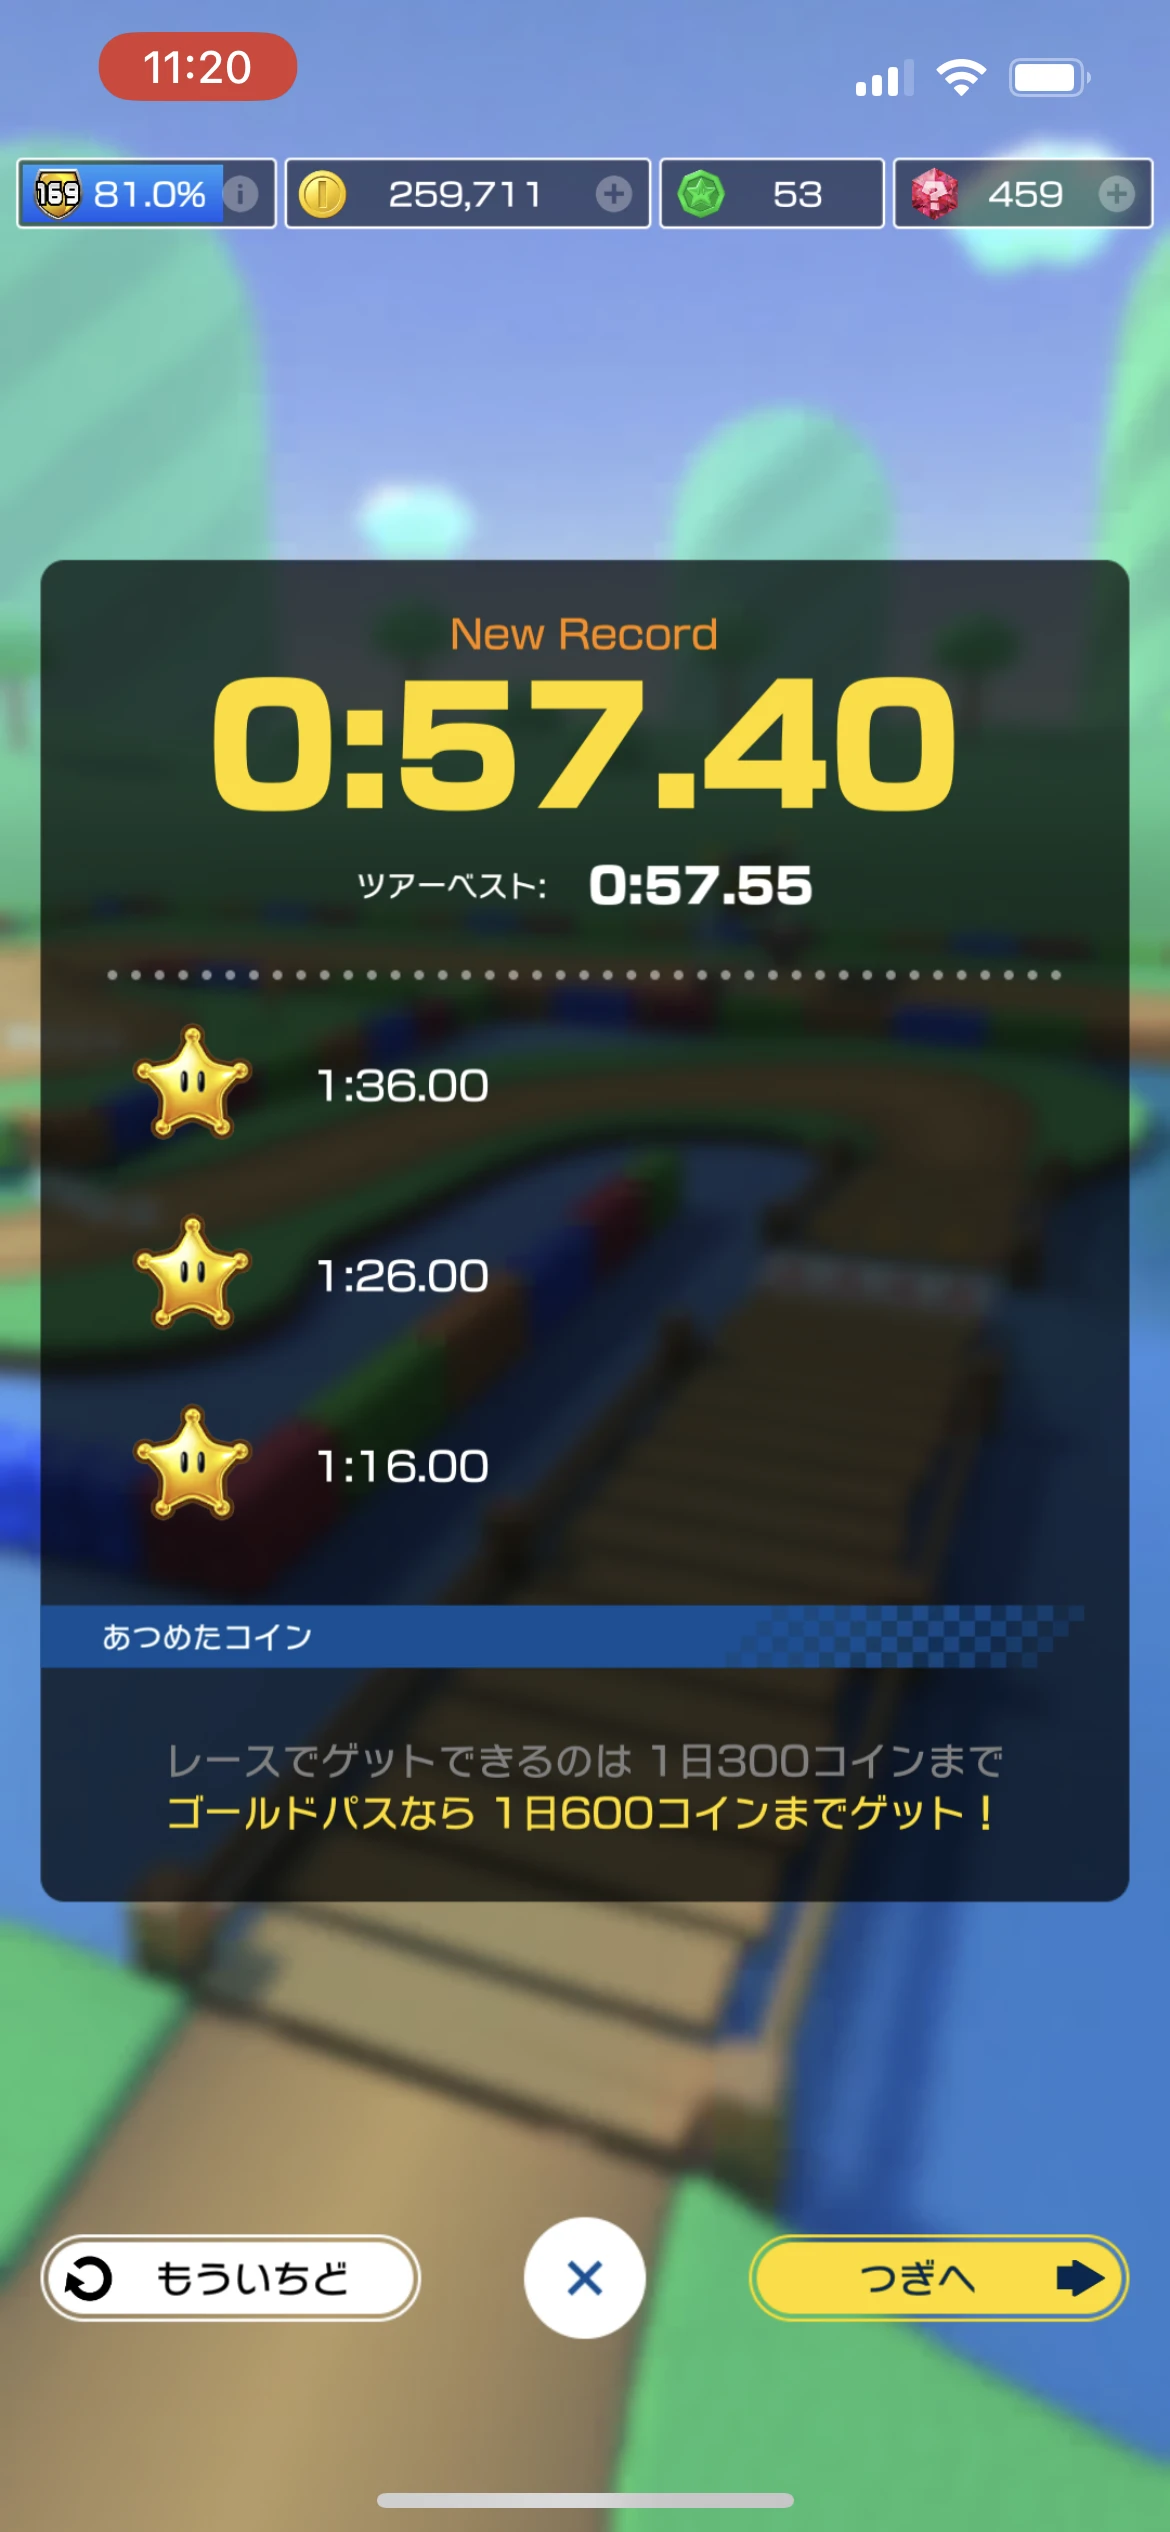 11:20
169 81.0% i 259,711 + 53 459 +
New Record
0:57.40
ツアーベスト: 0:57.55
1:36.00
1:26.00
1:16.00
あつめたコイン
レースでゲットできるのは 1日300コインまで
ゴールドパスなら 1日600コインまでゲット！
もういちど
つぎへ